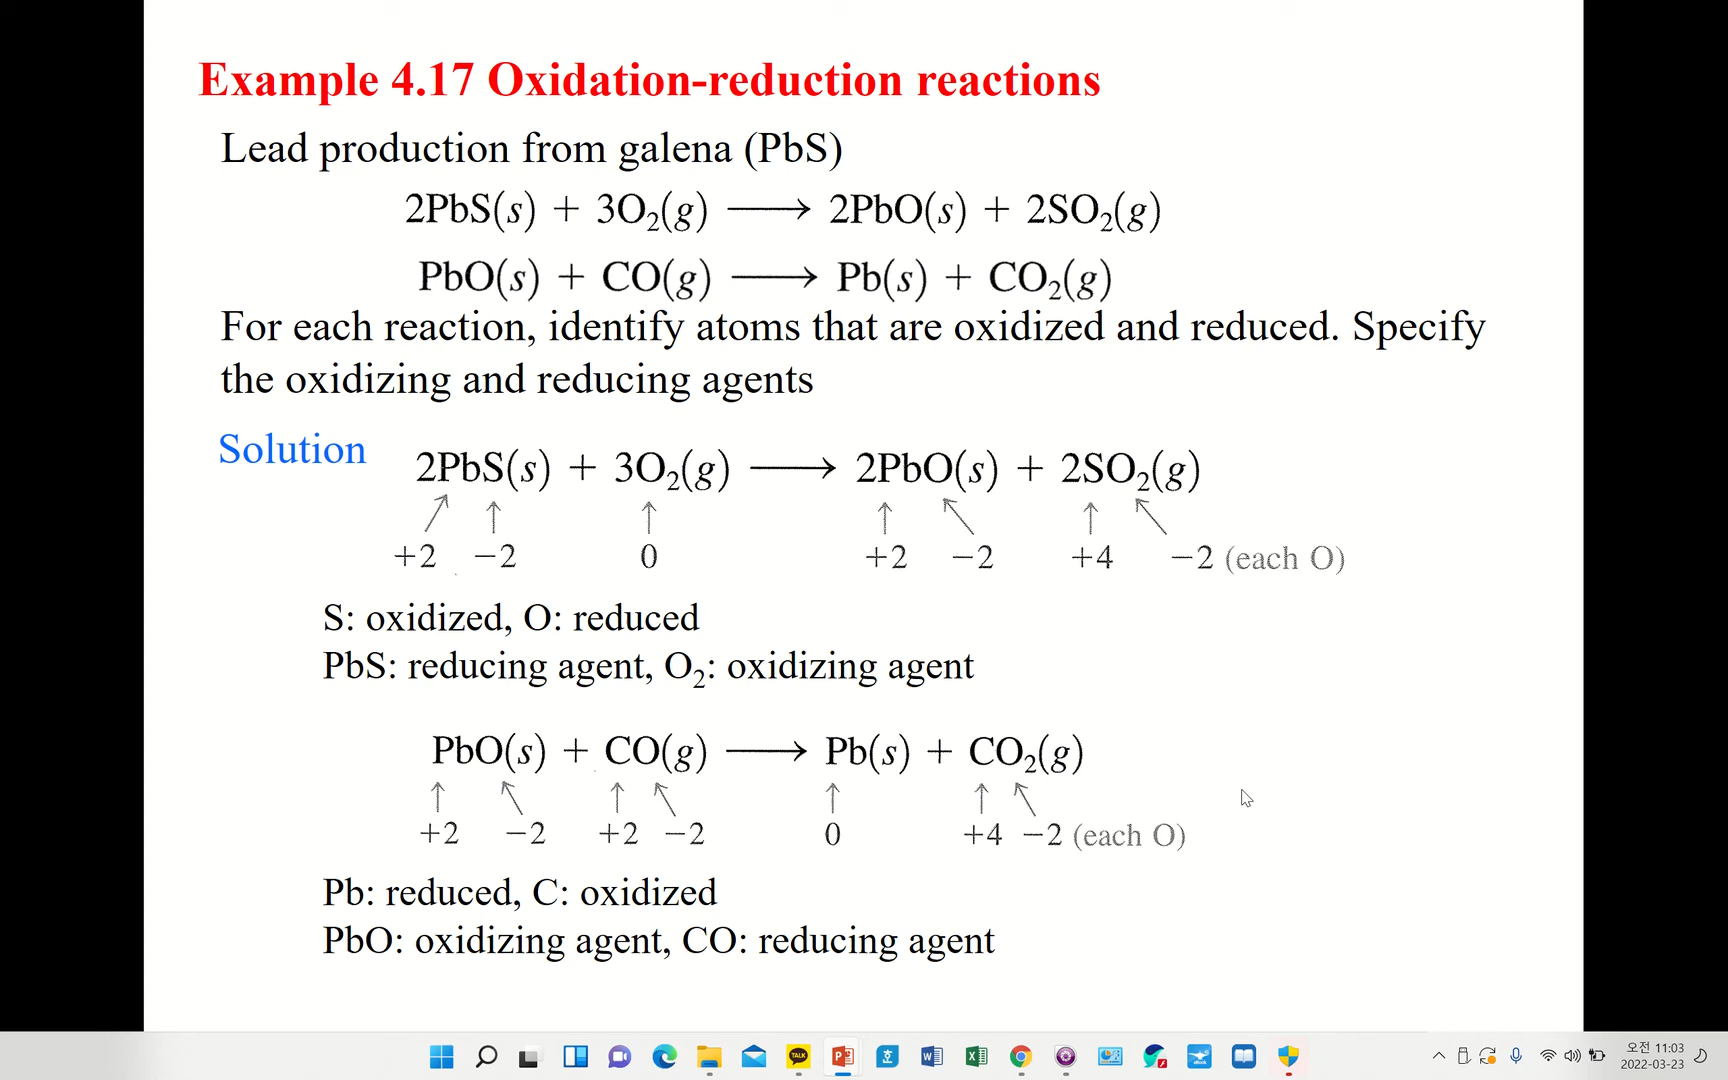 Example 4.17 Oxidation-reduction reactions
Lead production from galena (PbS)
2PbS(s) + 3O₂(g) ⟶ 2PbO(s) + 2SO₂(g)
PbO(s) + CO(g) ⟶ Pb(s) + CO₂(g)
For each reaction, identify atoms that are oxidized and reduced. Specify
the oxidizing and reducing agents
Solution
2PbS(s) + 3O₂(g) ⟶ 2PbO(s) + 2SO₂(g)
+2 −2 0 +2 −2 +4 −2 (each O)
S: oxidized, O: reduced
PbS: reducing agent, O₂: oxidizing agent
PbO(s) + CO(g) ⟶ Pb(s) + CO₂(g)
+2 −2 +2 −2 0 +4 −2 (each O)
Pb: reduced, C: oxidized
PbO: oxidizing agent, CO: reducing agent
TALK
오전 11:03
2022-03-23